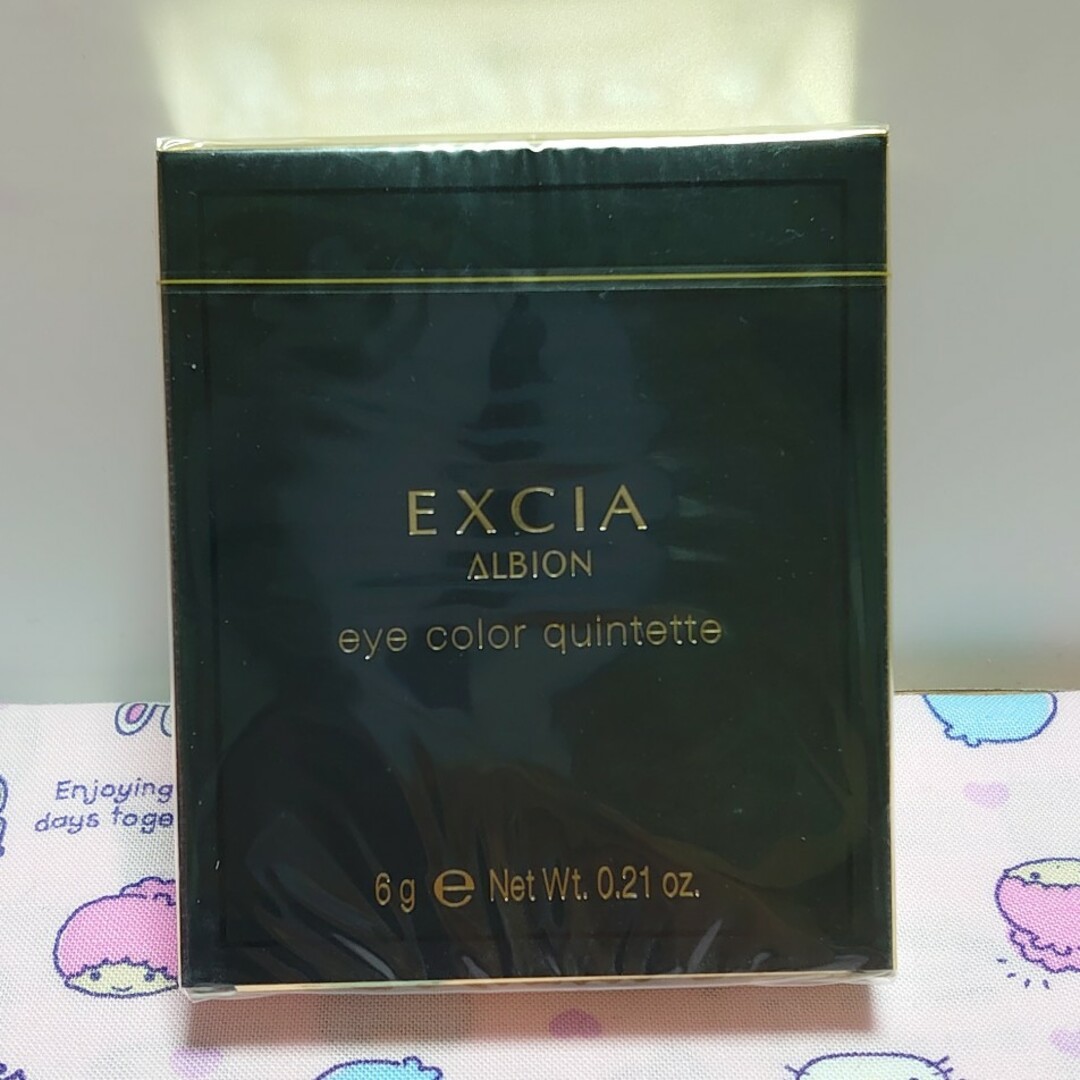 EXCIA
ALBION
eye color quintette
6 g e Net Wt. 0.21 oz.
Enjoying
days toge